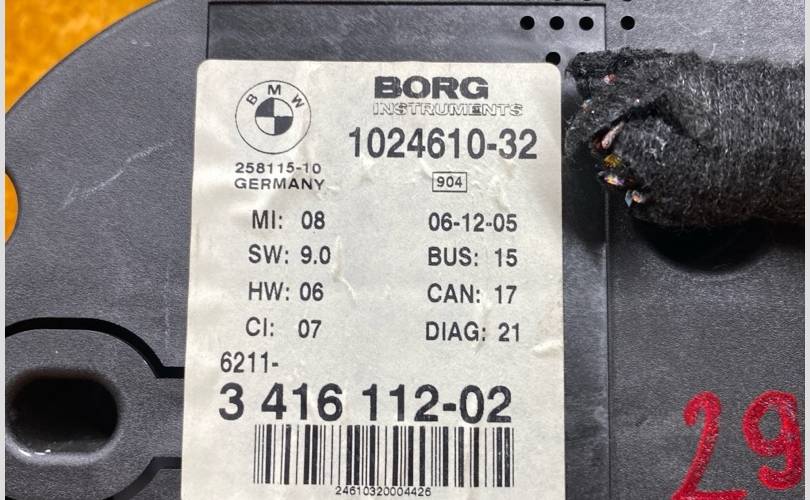 BMW
BORG
INSTRUMENTS
1024610-32
258115-10
GERMANY
904
MI: 08 06-12-05
SW: 9.0 BUS: 15
HW: 06 CAN: 17
CI: 07 DIAG: 21
6211-
3 416 112-02
24610320004426
29